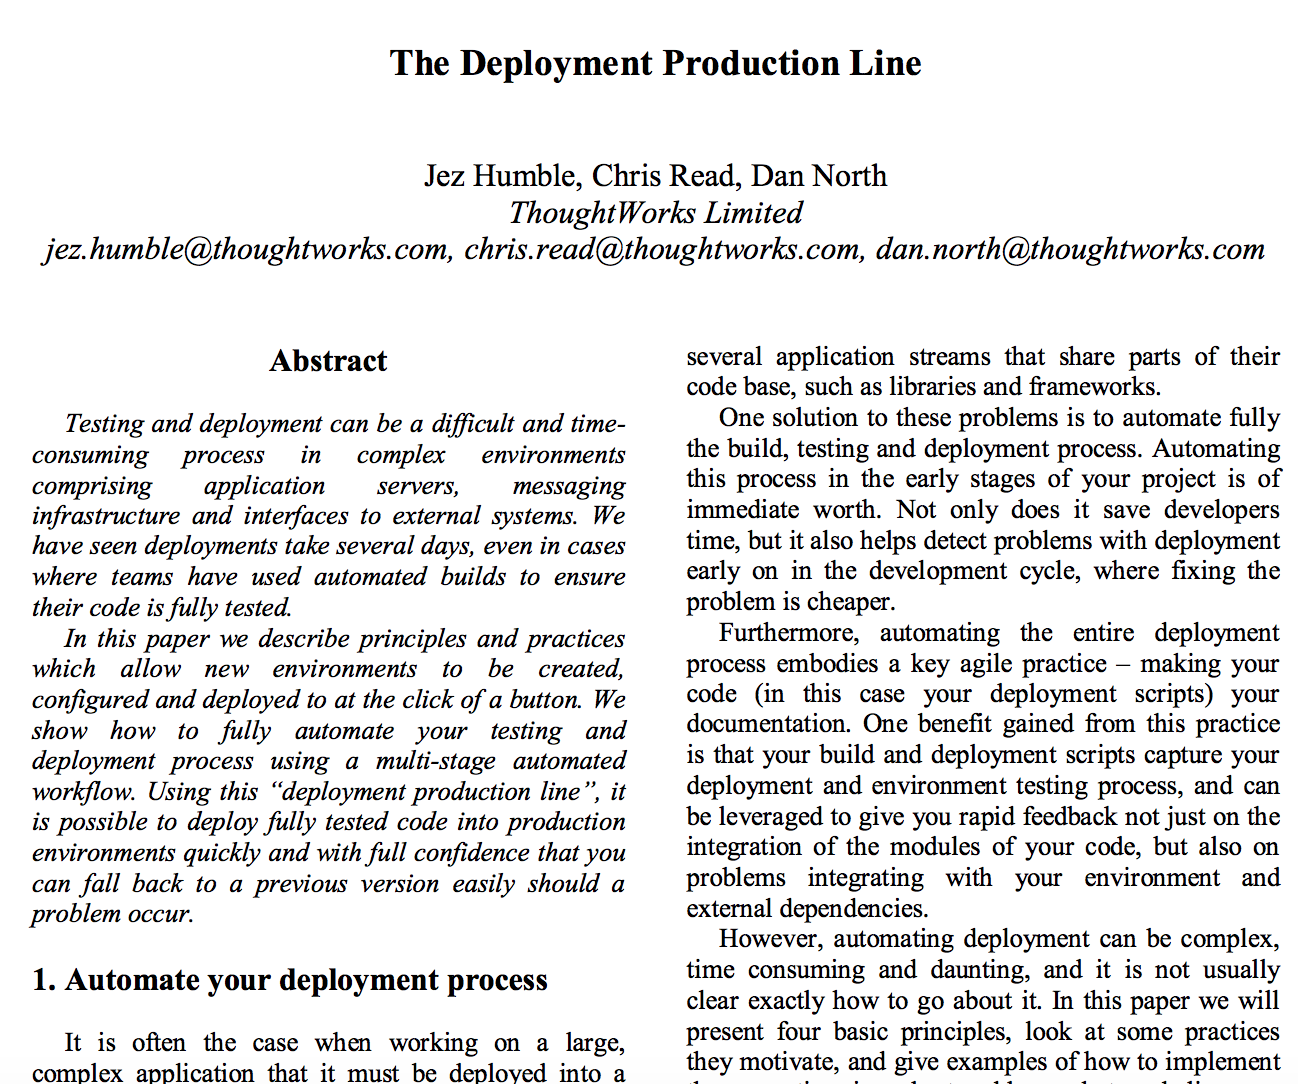 The Deployment Production Line
Jez Humble, Chris Read, Dan North
ThoughtWorks Limited
jez.humble@thoughtworks.com, chris.read@thoughtworks.com, dan.north@thoughtworks.com
Abstract
Testing and deployment can be a difficult and time-
consuming process in complex environments
comprising application servers, messaging
infrastructure and interfaces to external systems. We
have seen deployments take several days, even in cases
where teams have used automated builds to ensure
their code is fully tested.
In this paper we describe principles and practices
which allow new environments to be created,
configured and deployed to at the click of a button. We
show how to fully automate your testing and
deployment process using a multi-stage automated
workflow. Using this “deployment production line”, it
is possible to deploy fully tested code into production
environments quickly and with full confidence that you
can fall back to a previous version easily should a
problem occur.
1. Automate your deployment process
It is often the case when working on a large,
complex application that it must be deployed into a
several application streams that share parts of their
code base, such as libraries and frameworks.
One solution to these problems is to automate fully
the build, testing and deployment process. Automating
this process in the early stages of your project is of
immediate worth. Not only does it save developers
time, but it also helps detect problems with deployment
early on in the development cycle, where fixing the
problem is cheaper.
Furthermore, automating the entire deployment
process embodies a key agile practice – making your
code (in this case your deployment scripts) your
documentation. One benefit gained from this practice
is that your build and deployment scripts capture your
deployment and environment testing process, and can
be leveraged to give you rapid feedback not just on the
integration of the modules of your code, but also on
problems integrating with your environment and
external dependencies.
However, automating deployment can be complex,
time consuming and daunting, and it is not usually
clear exactly how to go about it. In this paper we will
present four basic principles, look at some practices
they motivate, and give examples of how to implement